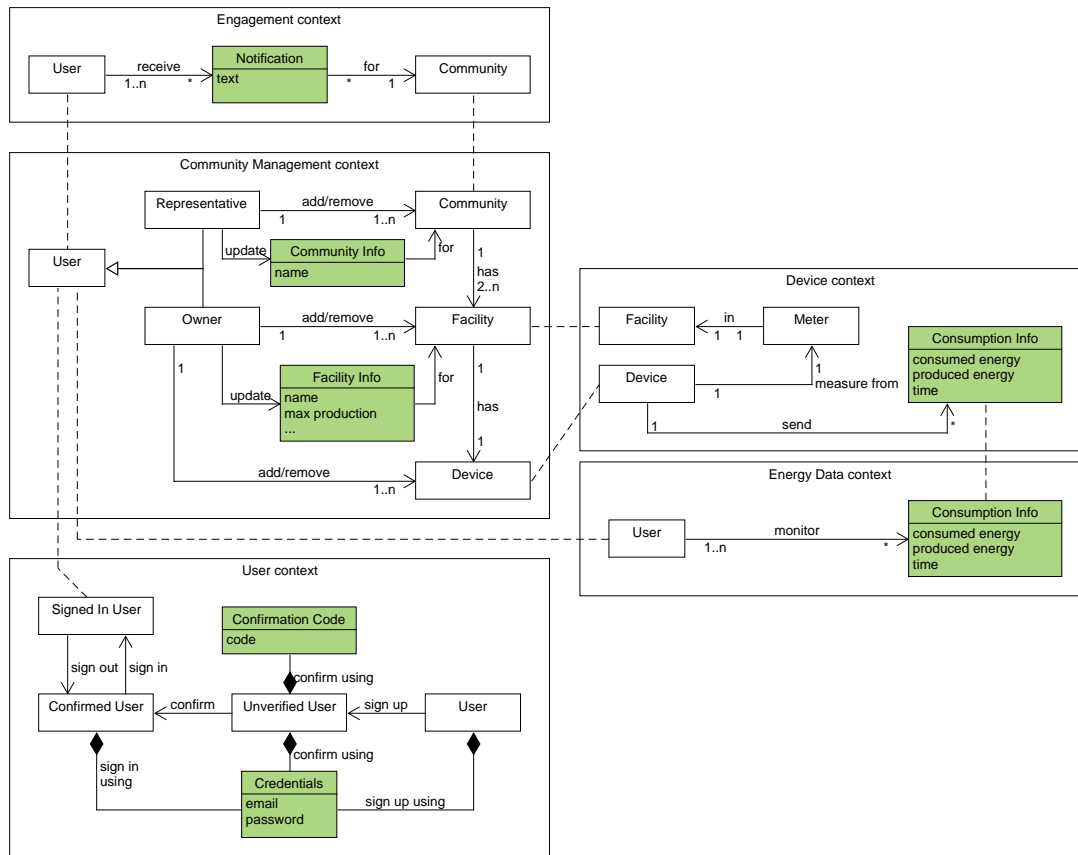 Engagement context
User
receive
1..n
*
Notification
text
for
*
1
Community
Community Management context
Representative
add/remove
1
1..n
Community
update
Community Info
name
for
1
has
2..n
User
Owner
add/remove
1
1..n
Facility
1
update
Facility Info
name
max production
...
for
1
has
1
add/remove
1..n
Device
Device context
Facility
in
1
1
Meter
Consumption Info
consumed energy
produced energy
time
Device
1
1
measure from
1
send
*
Energy Data context
User
monitor
1..n
*
Consumption Info
consumed energy
produced energy
time
User context
Signed In User
Confirmation Code
code
sign out
sign in
confirm using
Confirmed User
confirm
Unverified User
sign up
User
sign in
using
confirm using
Credentials
email
password
sign up using